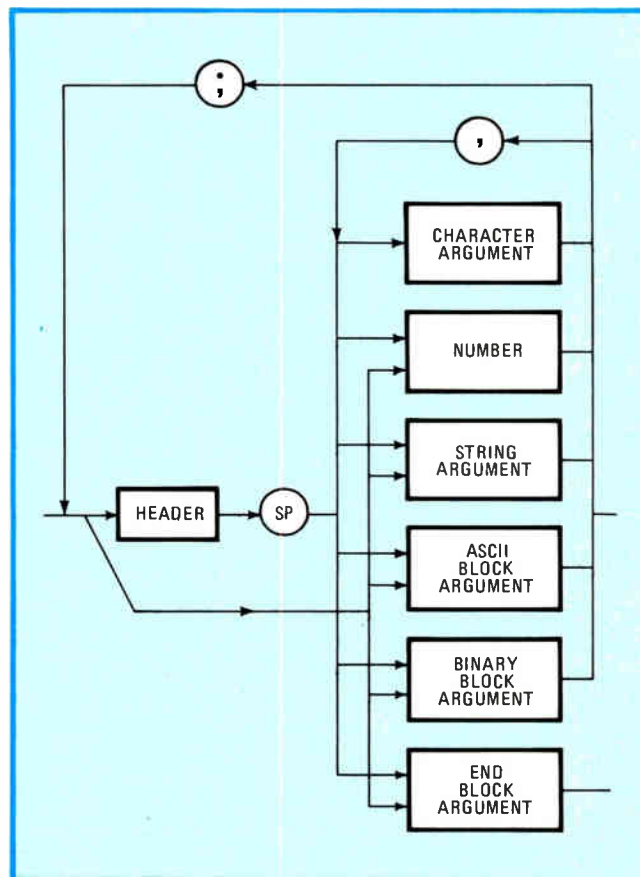 ;
,
CHARACTER
ARGUMENT
NUMBER
STRING
ARGUMENT
HEADER
SP
ASCII
BLOCK
ARGUMENT
BINARY
BLOCK
ARGUMENT
END
BLOCK
ARGUMENT